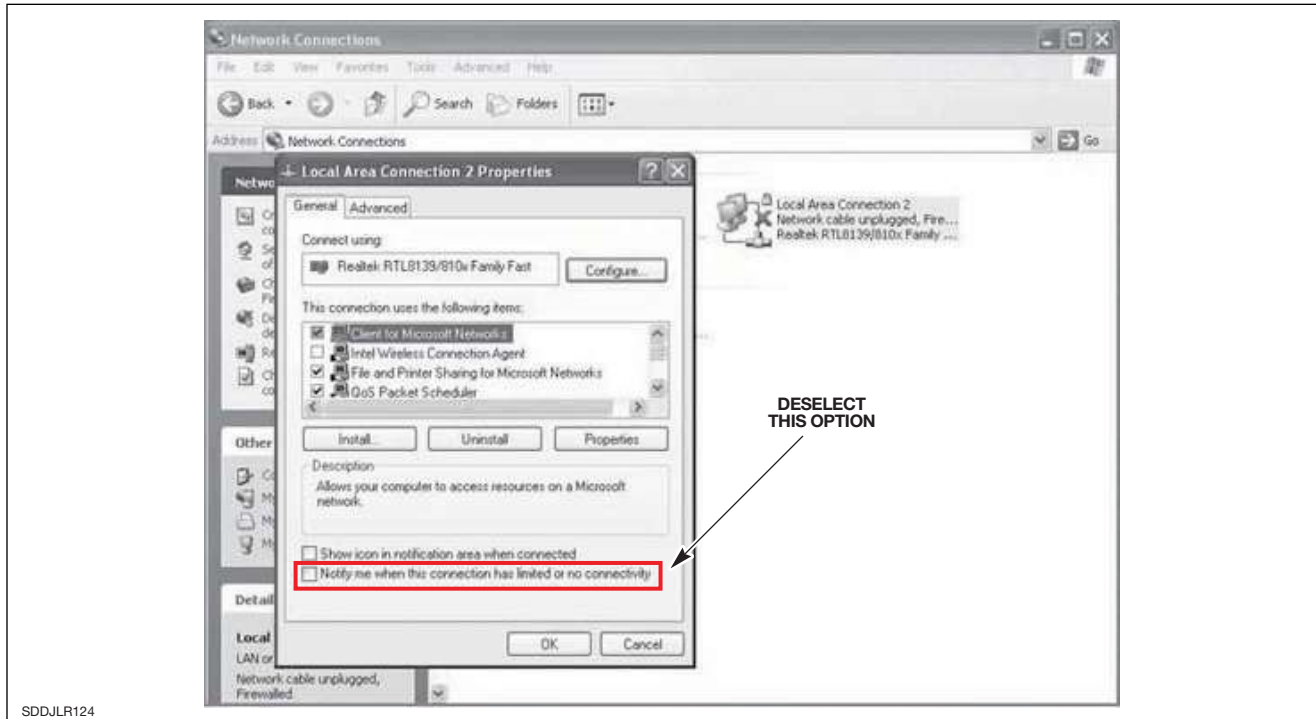 Network Connections
File Edit View Favorites Tools Advanced Help
Back Search Folders
Address Network Connections Go
Local Area Connection 2 Properties
Netwo
General Advanced
Connect using:
Realtek RTL8139/810x Family Fast Configure...
This connection uses the following items:
Client for Microsoft Networks
Intel Wireless Connection Agent
File and Printer Sharing for Microsoft Networks
QoS Packet Scheduler
Install... Uninstall Properties
Description
Allows your computer to access resources on a Microsoft
network.
Show icon in notification area when connected
Notify me when this connection has limited or no connectivity
OK Cancel
Local Area Connection 2
Network cable unplugged, Fire...
Realtek RTL8139/810x Family ...
DESELECT
THIS OPTION
Other
Detail
Local
LAN or
Network cable unplugged,
Firewalled
SDDJLR124